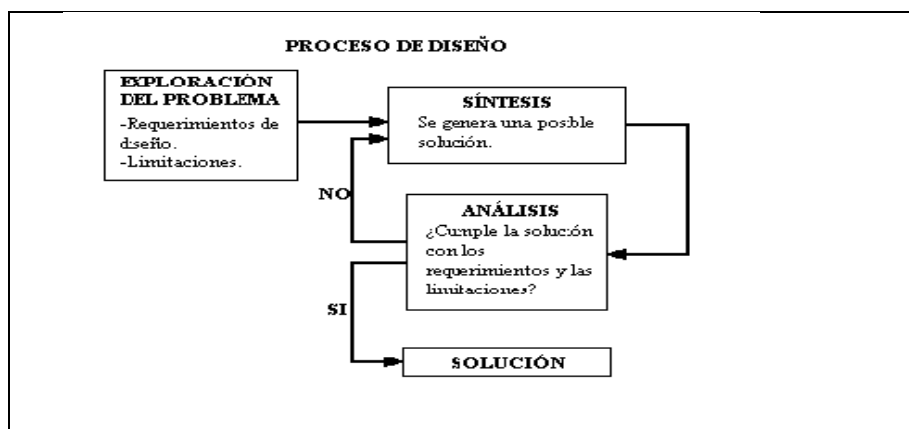 PROCESO DE DISEÑO
EXPLORACIÓN
DEL PROBLEMA
-Requerimientos de
diseño.
-Limitaciones.
SÍNTESIS
Se genera una posible
solución.
NO
ANÁLISIS
¿Cumple la solución
con los
requerimientos y las
limitaciones?
SI
SOLUCIÓN